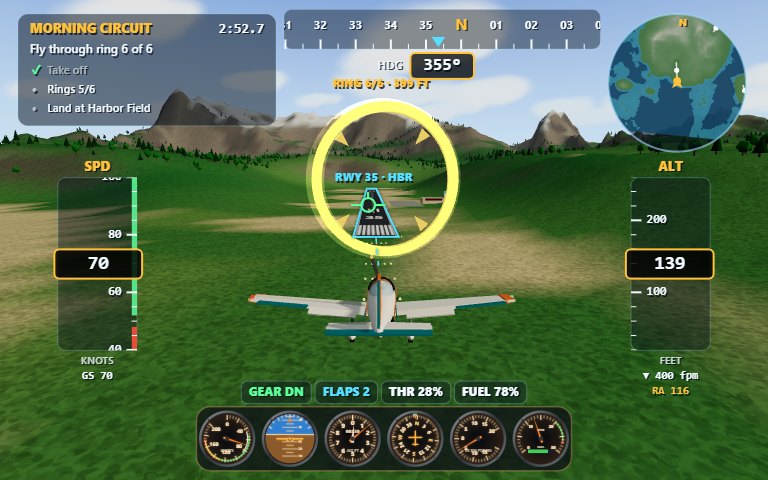 MORNING CIRCUIT 2:52.7
Fly through ring 6 of 6
Take off
Rings 5/6
Land at Harbor Field
32 33 34 35 N 01 02 03
HDG 355°
RING 6/6 · 399 FT
N
RWY 35 · HBR
SPD
80
70
60
40
KNOTS
GS 70
ALT
200
139
100
FEET
▼ 400 fpm
RA 116
GEAR DN FLAPS 2 THR 28% FUEL 78%